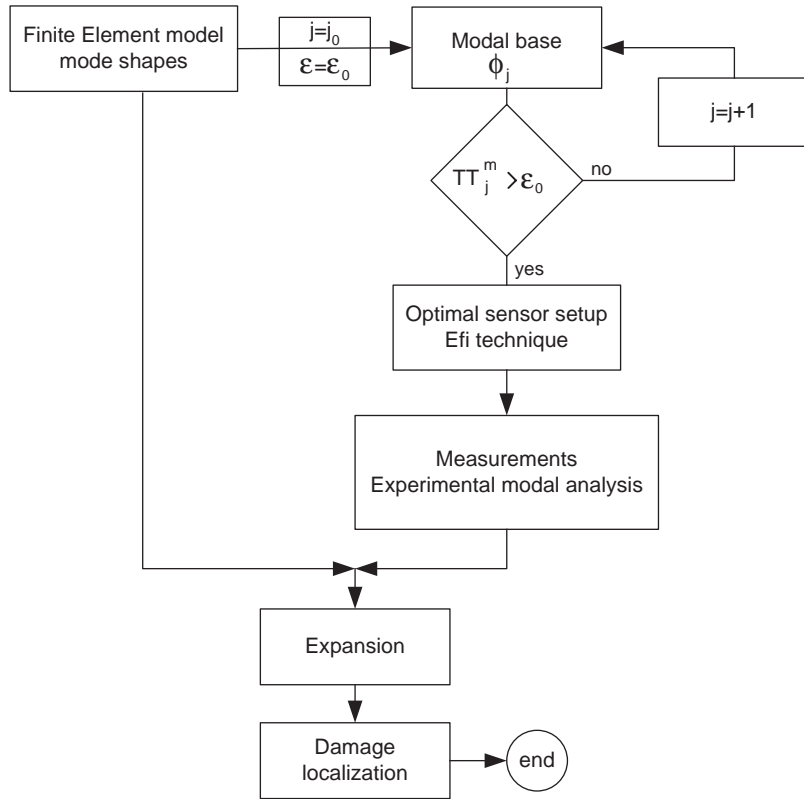 Finite Element model
mode shapes
j=j₀
ε=ε₀
Modal base
ϕⱼ
j=j+1
TTⱼᵐ >ε₀
no
yes
Optimal sensor setup
Efi technique
Measurements
Experimental modal analysis
Expansion
Damage
localization
end